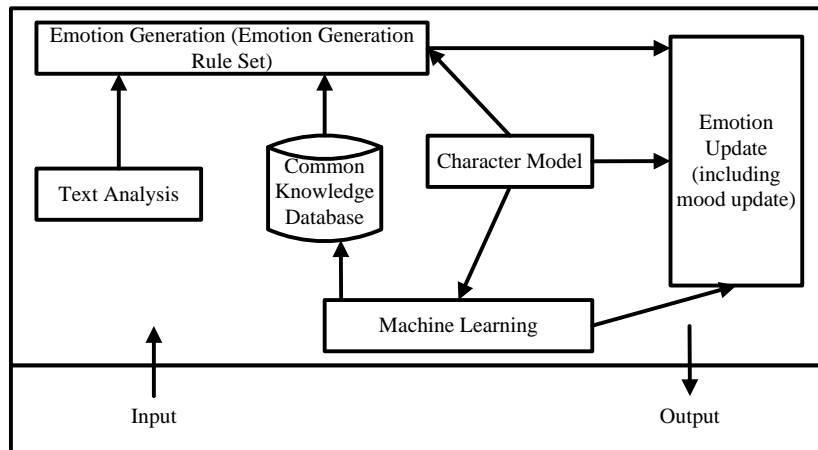 Emotion Generation (Emotion Generation
Rule Set)
Emotion
Update
(including
mood update)
Common
Knowledge
Database
Character Model
Text Analysis
Machine Learning
Input
Output